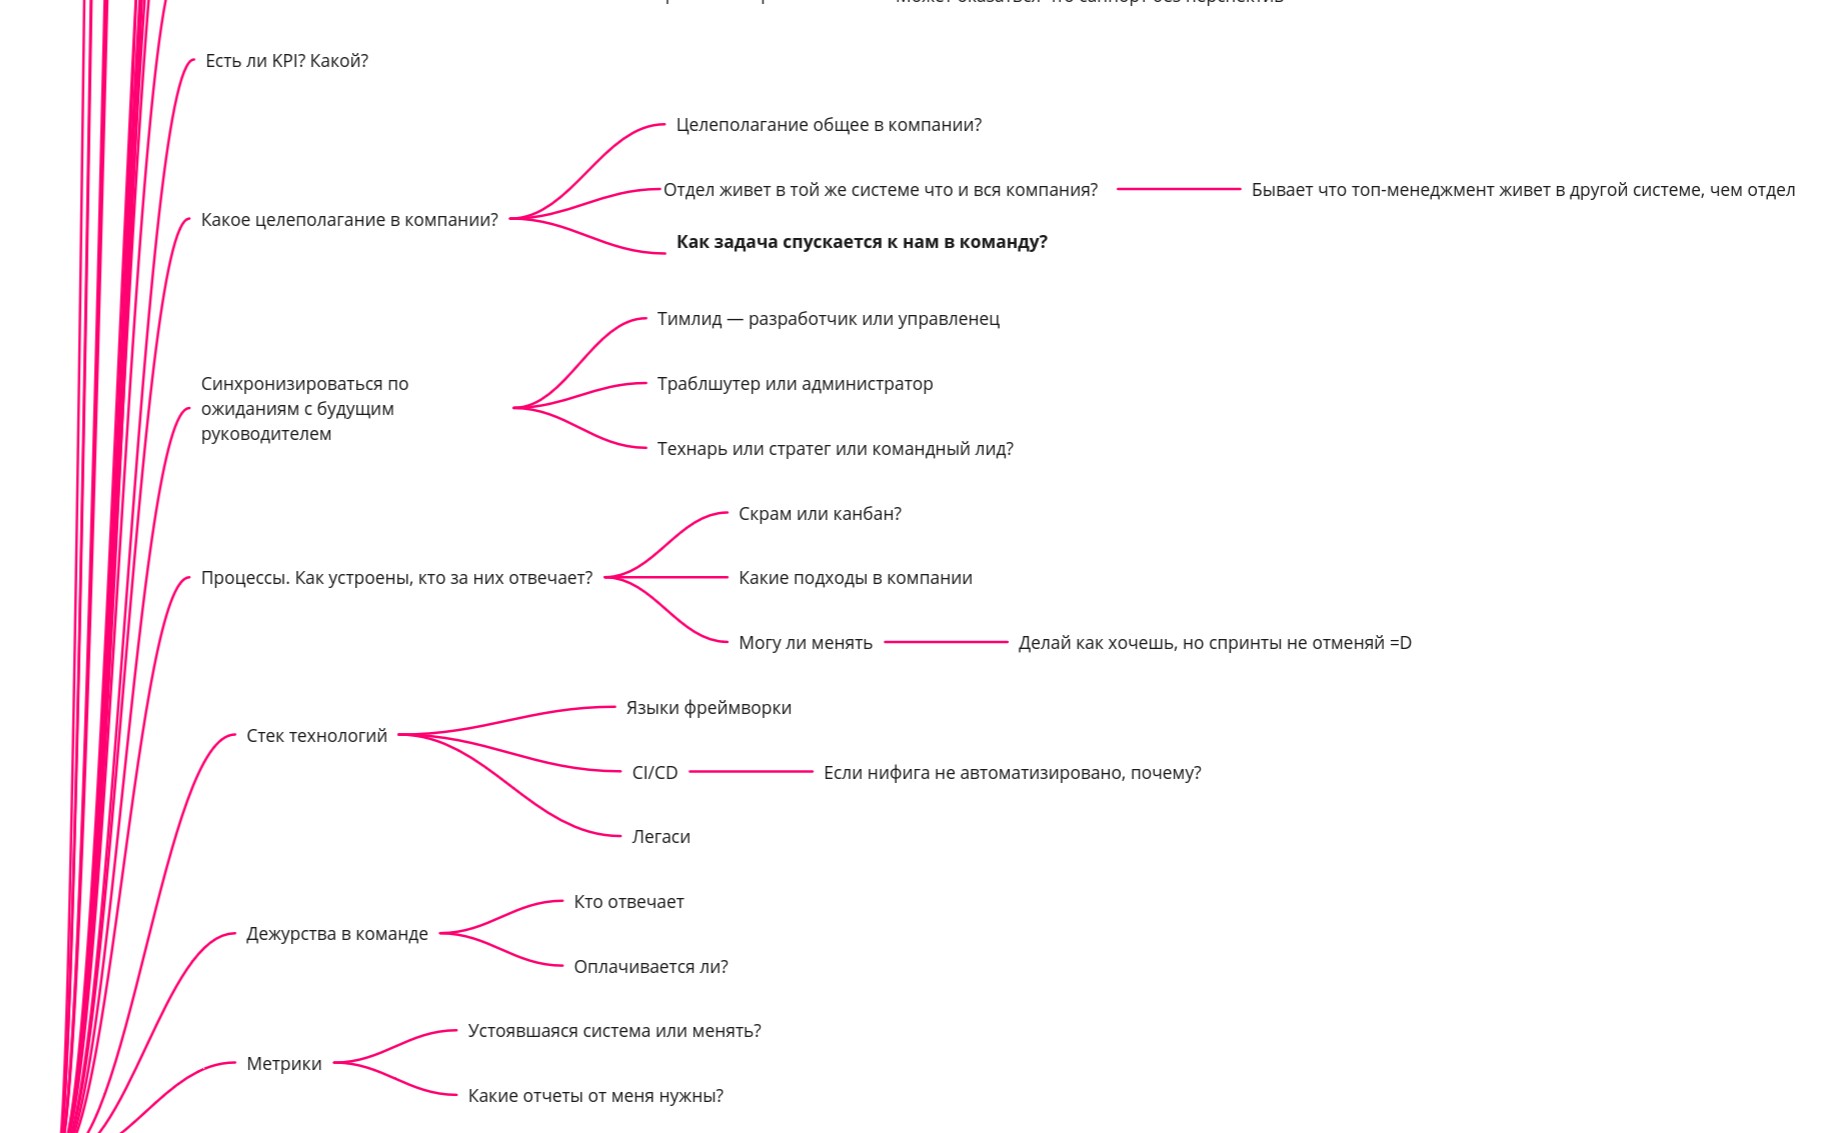 Может оказаться что саппорт без перспектив
Есть ли KPI? Какой?
Целеполагание общее в компании?
Отдел живет в той же системе что и вся компания?
Бывает что топ-менеджмент живет в другой системе, чем отдел
Какое целеполагание в компании?
Как задача спускается к нам в команду?
Тимлид — разработчик или управленец
Синхронизироваться по
ожиданиям с будущим
руководителем
Траблшутер или администратор
Технарь или стратег или командный лид?
Скрам или канбан?
Процессы. Как устроены, кто за них отвечает?
Какие подходы в компании
Могу ли менять
Делай как хочешь, но спринты не отменяй =D
Языки фреймворки
Стек технологий
CI/CD
Если нифига не автоматизировано, почему?
Легаси
Кто отвечает
Дежурства в команде
Оплачивается ли?
Устоявшаяся система или менять?
Метрики
Какие отчеты от меня нужны?